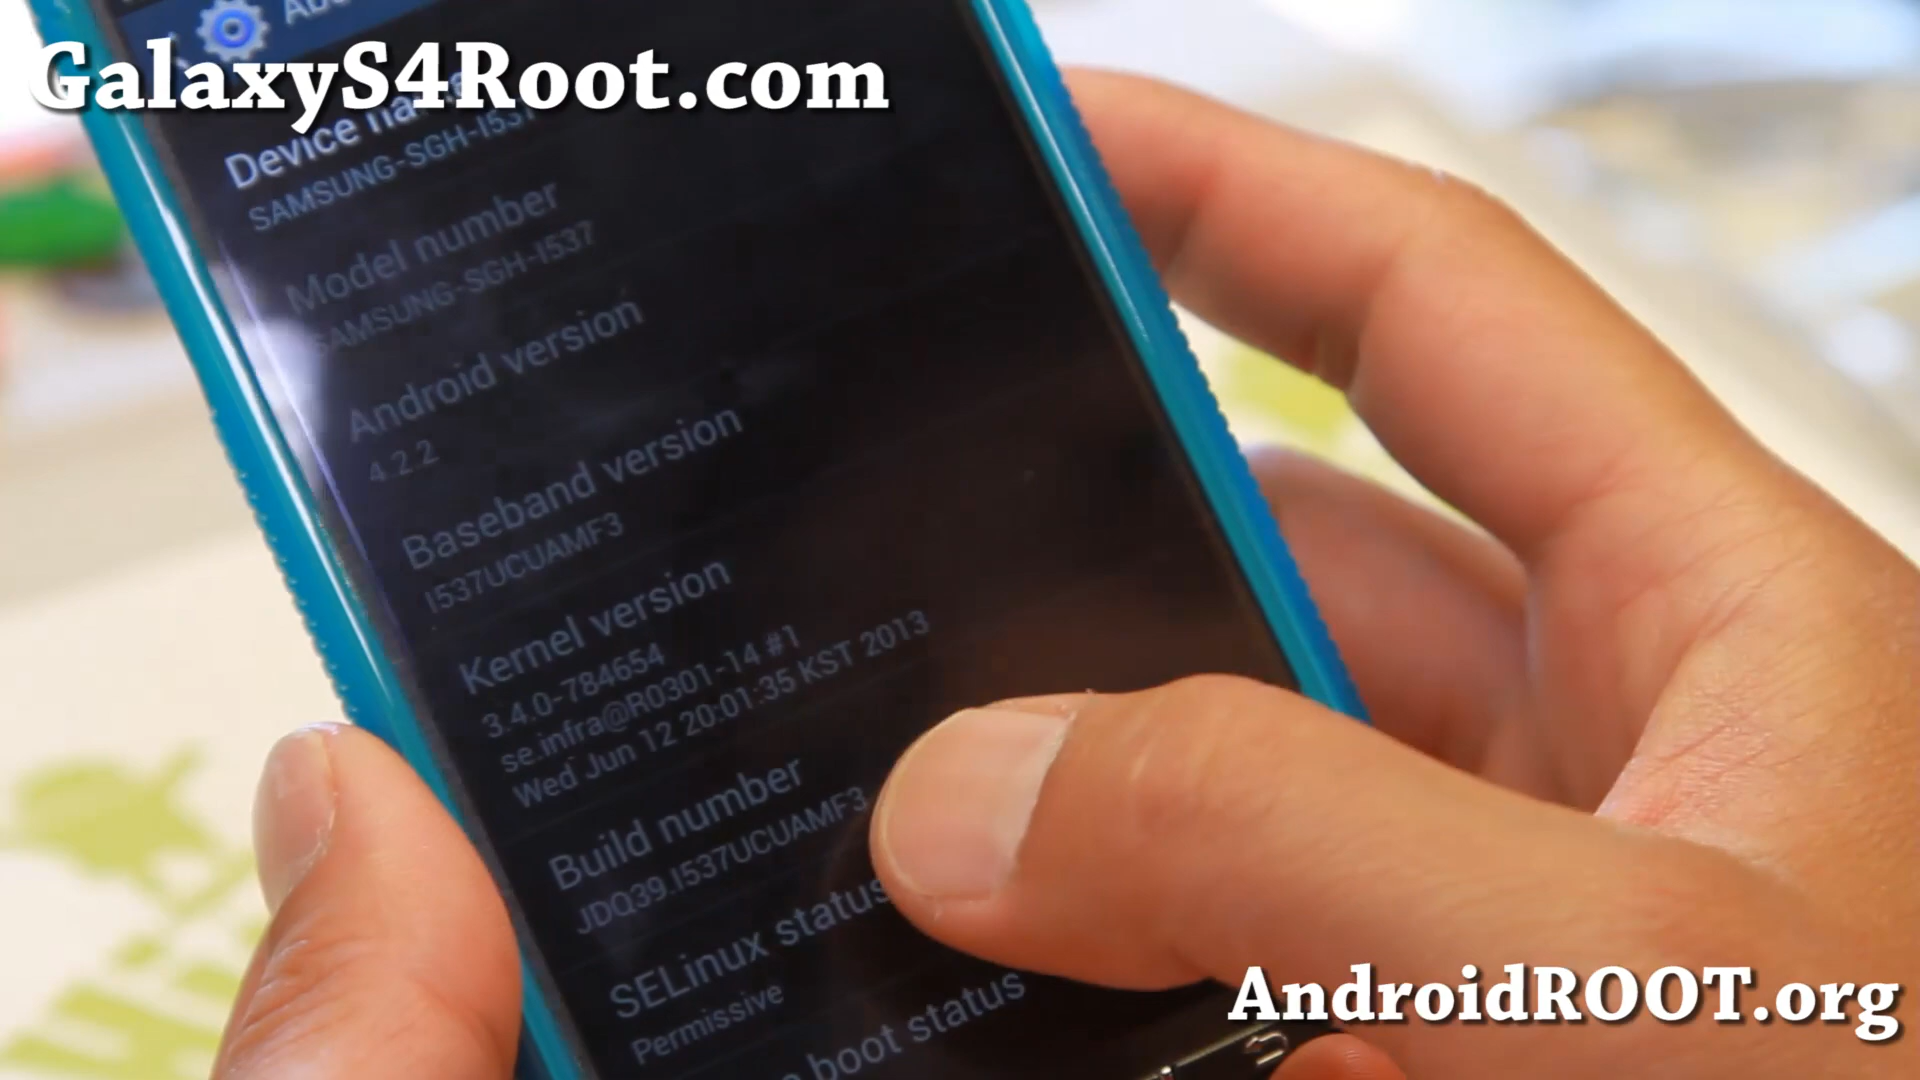 GalaxyS4Root.com
Device na
SAMSUNG-SGH-I537
Model number
SAMSUNG-SGH-I537
Android version
4.2.2
Baseband version
I537UCUAMF3
Kernel version
3.4.0-784654
se.infra@R0301-14 #1
Wed Jun 12 20:01:35 KST 2013
Build number
JDQ39.I537UCUAMF3
SELinux status
Permissive
boot status
AndroidROOT.org